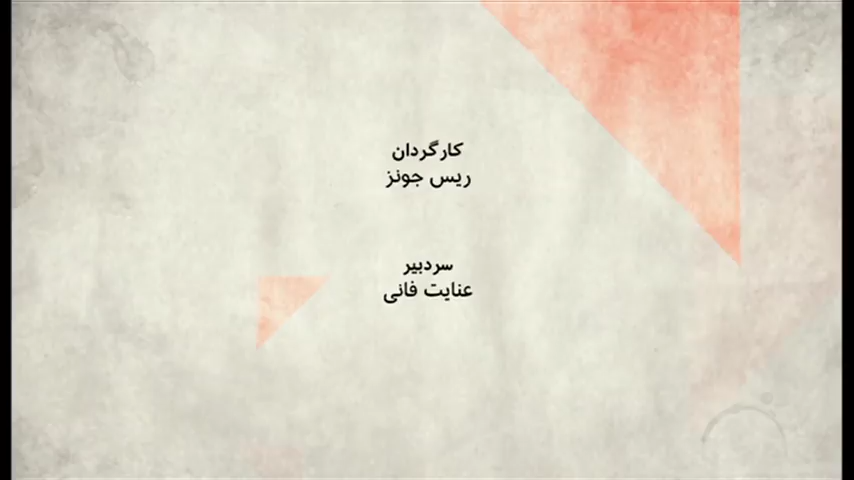 کارگردان
ریس جونز
سردبیر
عنایت فانی